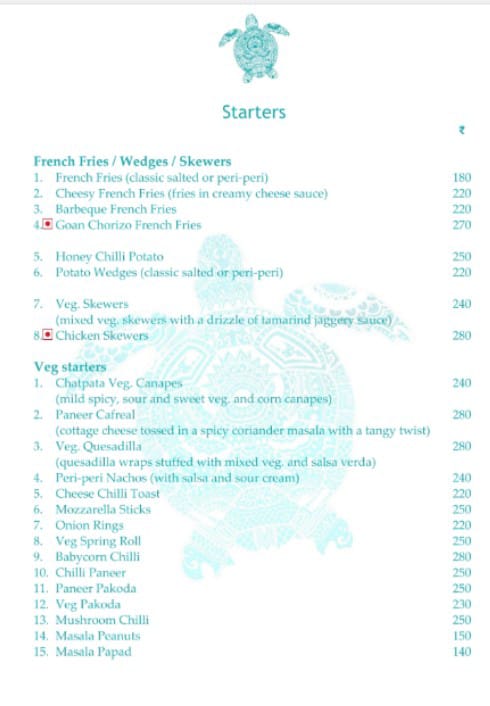 Starters
₹
French Fries / Wedges / Skewers
1. French Fries (classic salted or peri-peri) 180
2. Cheesy French Fries (fries in creamy cheese sauce) 220
3. Barbeque French Fries 220
4. Goan Chorizo French Fries 270
5. Honey Chilli Potato 250
6. Potato Wedges (classic salted or peri-peri) 220
7. Veg. Skewers 240
(mixed veg. skewers with a drizzle of tamarind jaggery sauce)
8. Chicken Skewers 280
Veg starters
1. Chatpata Veg. Canapes 240
(mild spicy, sour and sweet veg. and corn canapes)
2. Paneer Cafreal 280
(cottage cheese tossed in a spicy coriander masala with a tangy twist)
3. Veg. Quesadilla 280
(quesadilla wraps stuffed with mixed veg. and salsa verda)
4. Peri-peri Nachos (with salsa and sour cream) 240
5. Cheese Chilli Toast 220
6. Mozzarella Sticks 250
7. Onion Rings 220
8. Veg Spring Roll 250
9. Babycorn Chilli 280
10. Chilli Paneer 250
11. Paneer Pakoda 250
12. Veg Pakoda 230
13. Mushroom Chilli 250
14. Masala Peanuts 150
15. Masala Papad 140